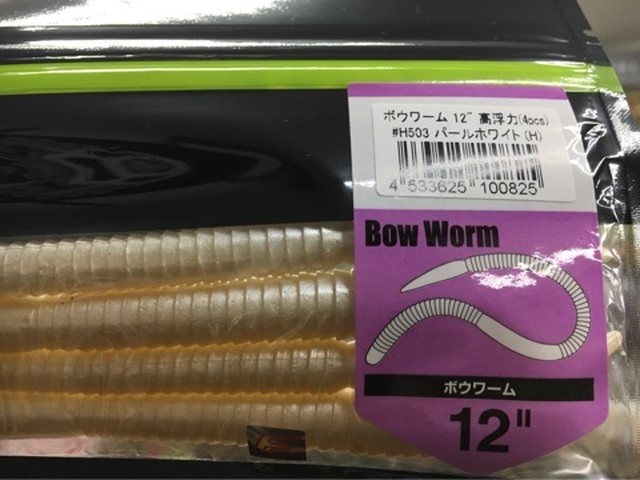 ボウワーム 12" 高浮力(4pcs)
#H503 パールホワイト(H)
4 533625 100825
Bow Worm
ボウワーム
12"